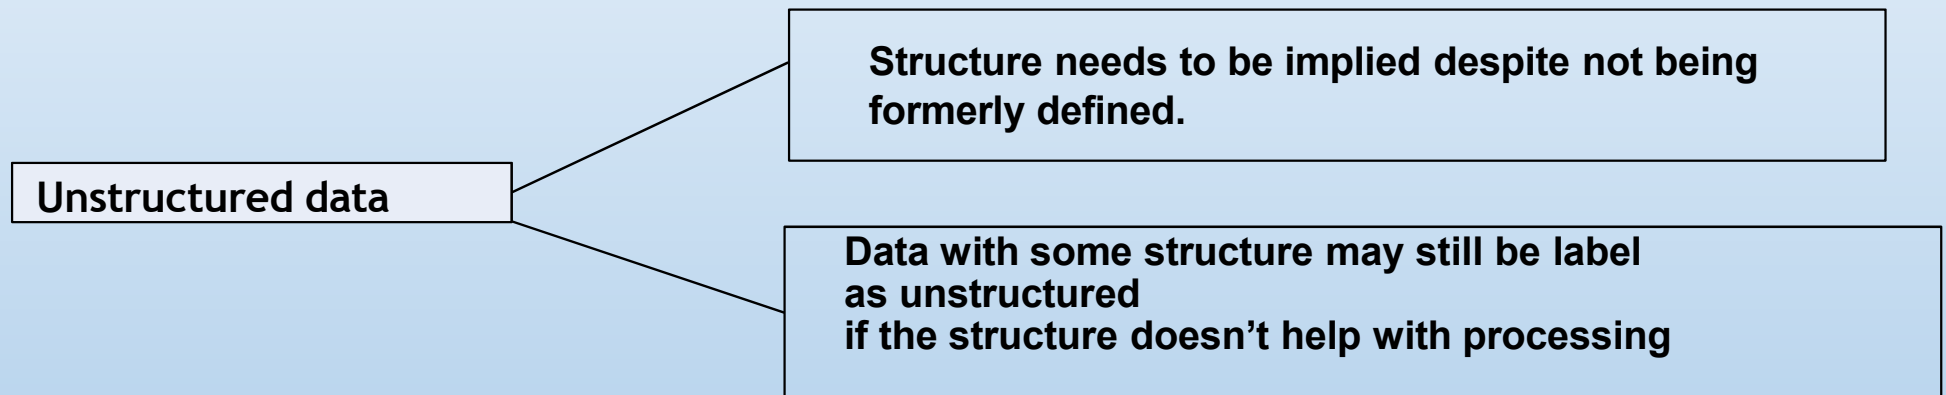 Structure needs to be implied despite not being
formerly defined.
Unstructured data
Data with some structure may still be label
as unstructured
if the structure doesn’t help with processing